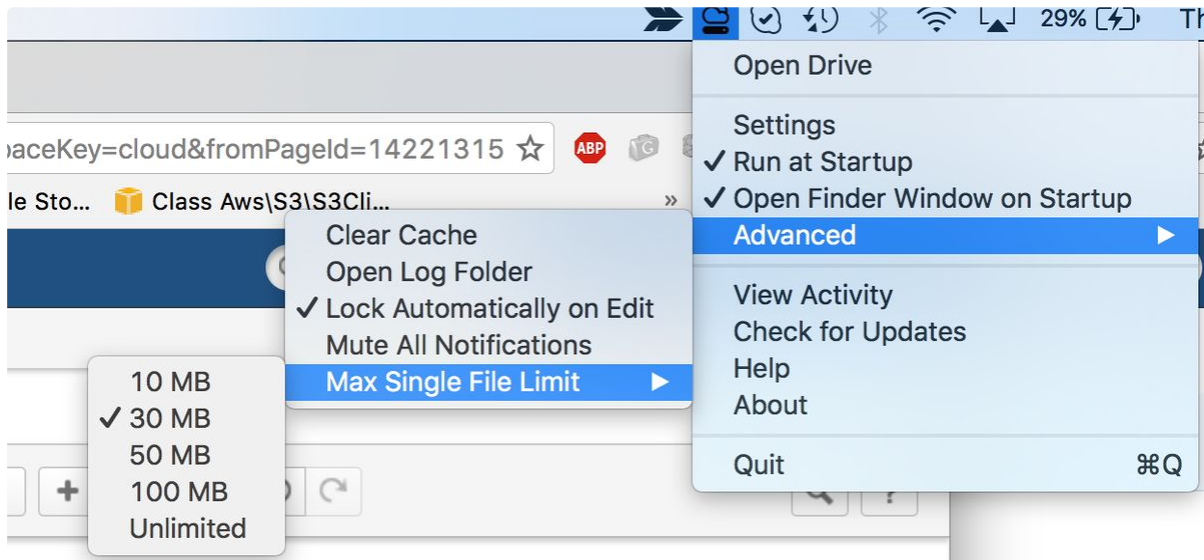 29% Th
Open Drive
Settings
paceKey=cloud&fromPageId=14221315 ABP G
✓ Run at Startup
le Sto... Class Aws\S3\S3Cli... »
✓ Open Finder Window on Startup
Clear Cache
Advanced
Open Log Folder
✓ Lock Automatically on Edit
View Activity
Mute All Notifications
Check for Updates
Max Single File Limit
Help
About
10 MB
✓ 30 MB
50 MB
100 MB
Unlimited
Quit ⌘Q
?